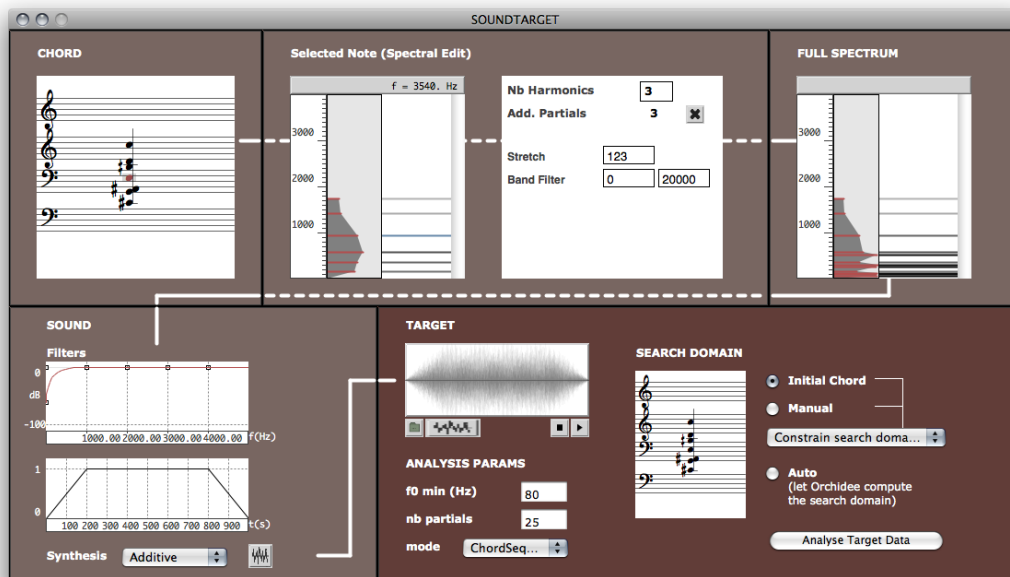 SOUNDTARGET
CHORD
Selected Note (Spectral Edit)
f = 3540. Hz
3000
2000
1000
Nb Harmonics 3
Add. Partials 3
Stretch 123
Band Filter 0 20000
FULL SPECTRUM
3000
2000
1000
SOUND
Filters
0
dB
-100
1000.00 2000.00 3000.00 4000.00 f(Hz)
1
0
100 200 300 400 500 600 700 800 900 t(s)
Synthesis Additive
TARGET
ANALYSIS PARAMS
f0 min (Hz) 80
nb partials 25
mode ChordSeq...
SEARCH DOMAIN
Initial Chord
Manual
Constrain search doma...
Auto
(let Orchidee compute
the search domain)
Analyse Target Data